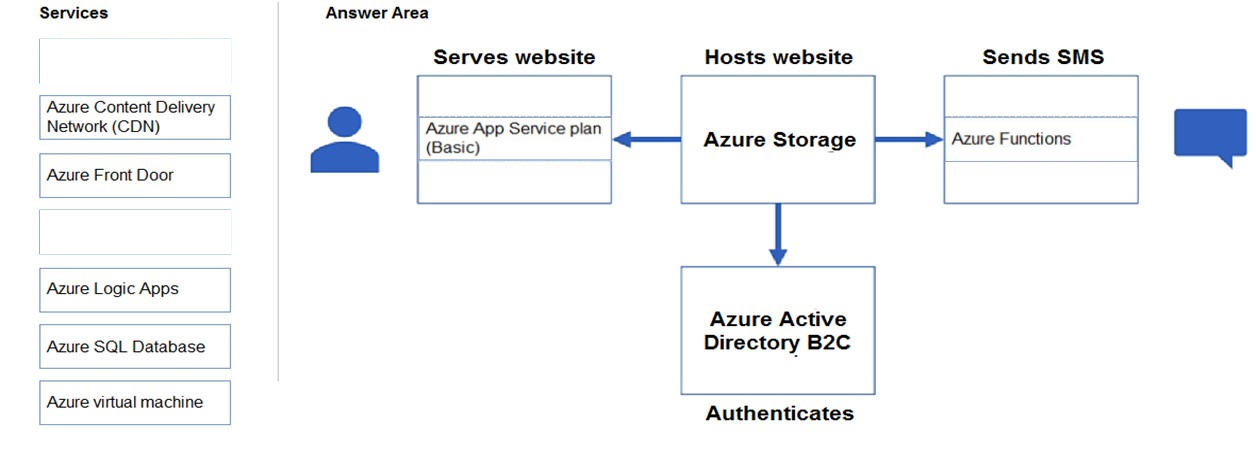 Services
Azure Content Delivery
Network (CDN)
Azure Front Door
Azure Logic Apps
Azure SQL Database
Azure virtual machine
Answer Area
Serves website
Azure App Service plan
(Basic)
Hosts website
Azure Storage
Sends SMS
Azure Functions
Azure Active
Directory B2C
Authenticates